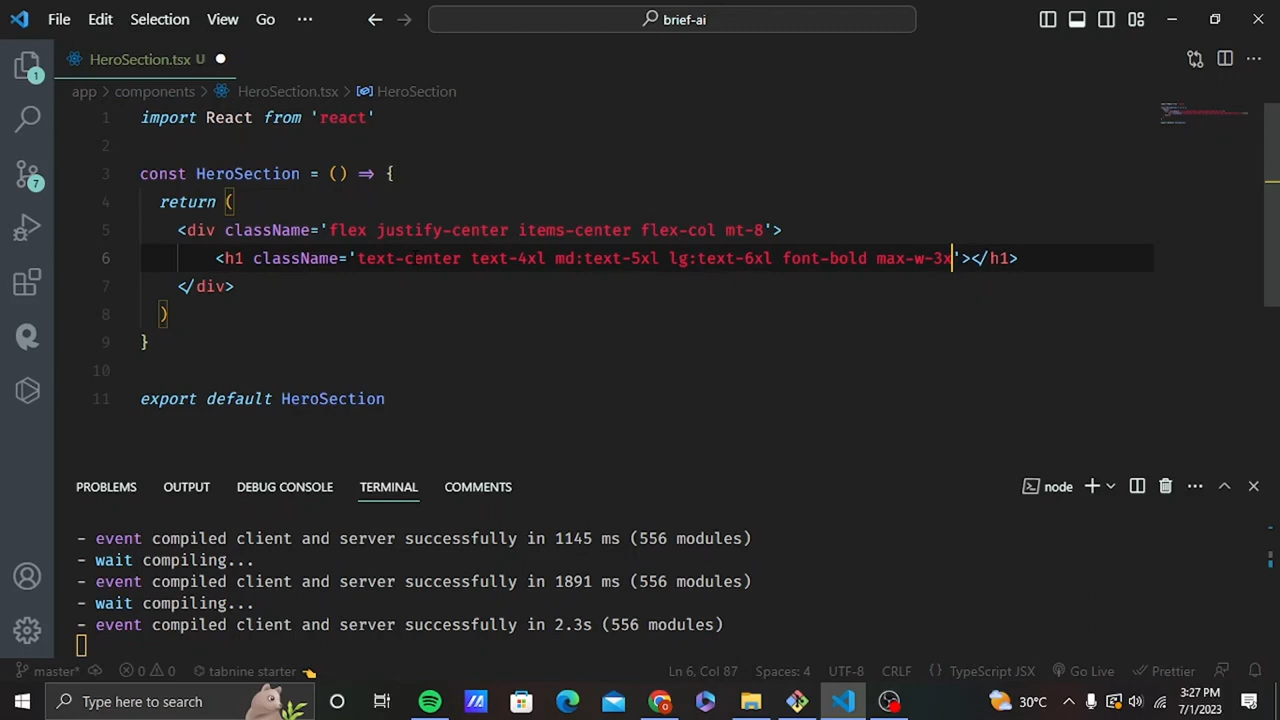 File Edit Selection View Go ··· brief-ai
HeroSection.tsx U
app > components > HeroSection.tsx > HeroSection
1 import React from 'react'
2
3 const HeroSection = () => {
4 return (
5 <div className='flex justify-center items-center flex-col mt-8'>
6 <h1 className='text-center text-4xl md:text-5xl lg:text-6xl font-bold max-w-3x'></h1>
7 </div>
8 )
9 }
10
11 export default HeroSection
1
7
PROBLEMS OUTPUT DEBUG CONSOLE TERMINAL COMMENTS node
- event compiled client and server successfully in 1145 ms (556 modules)
- wait compiling...
- event compiled client and server successfully in 1891 ms (556 modules)
- wait compiling...
- event compiled client and server successfully in 2.3s (556 modules)
master* 0 0 tabnine starter Ln 6, Col 87 Spaces: 4 UTF-8 CRLF {} TypeScript JSX Go Live Prettier
Type here to search 30°C 3:27 PM
7/1/2023